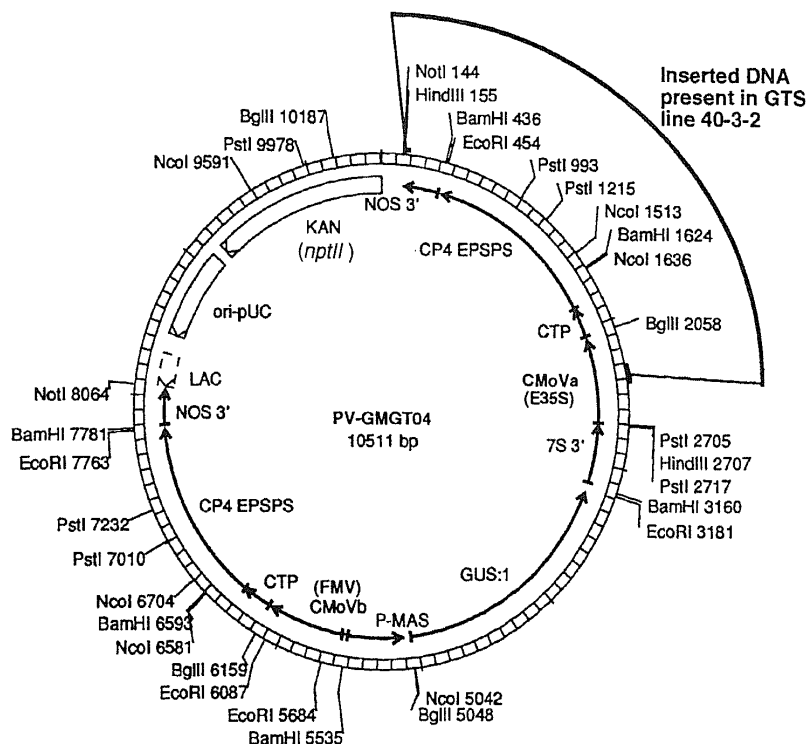 Inserted DNA
present in GTS
line 40-3-2
NotI 144
HindIII 155
BamHI 436
EcoRI 454
PstI 993
PstI 1215
NcoI 1513
BamHI 1624
NcoI 1636
BglII 2058
PstI 2705
HindIII 2707
PstI 2717
BamHI 3160
EcoRI 3181
NcoI 5042
BglII 5048
BamHI 5535
EcoRI 5684
EcoRI 6087
BglII 6159
NcoI 6581
BamHI 6593
NcoI 6704
PstI 7010
PstI 7232
EcoRI 7763
BamHI 7781
NotI 8064
NcoI 9591
PstI 9978
BglII 10187
NOS 3'
CP4 EPSPS
CTP
CMoVa
(E35S)
7S 3'
GUS:1
P-MAS
(FMV)
CMoVb
CTP
CP4 EPSPS
NOS 3'
LAC
ori-pUC
KAN
(nptII)
PV-GMGT04
10511 bp